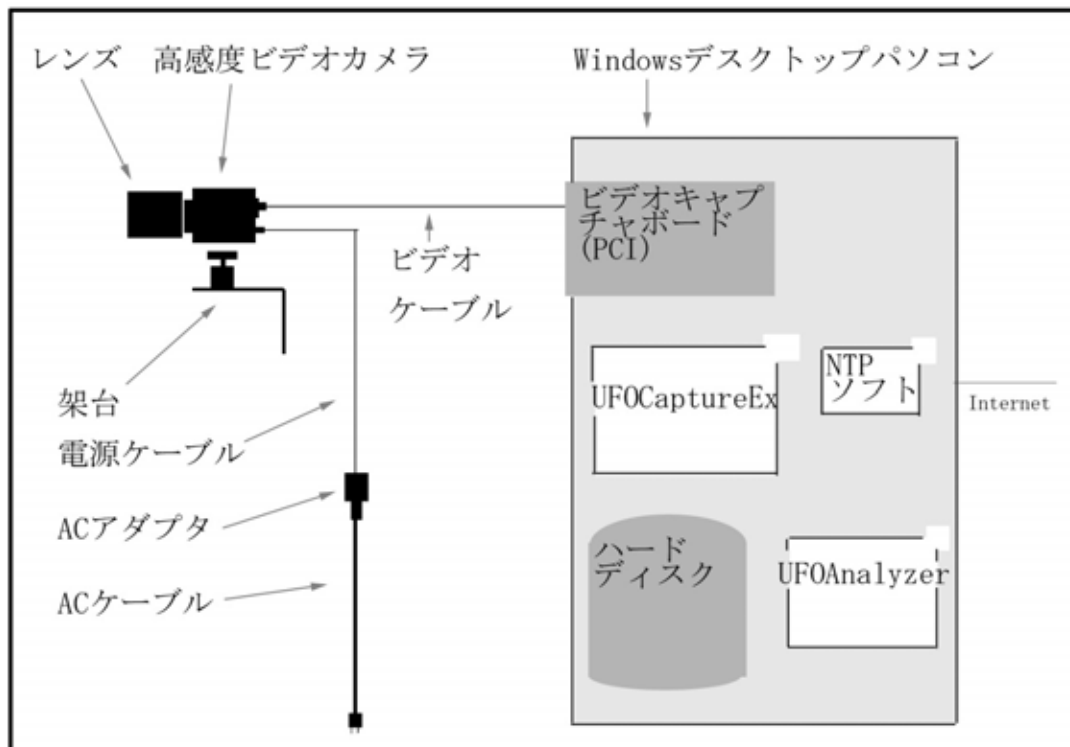 レンズ
高感度ビデオカメラ
Windowsデスクトップパソコン
ビデオキャプ
チャボード
(PCI)
ビデオ
ケーブル
UFOCaptureEx
NTP
ソフト
Internet
架台
電源ケーブル
ACアダプタ
ACケーブル
ハード
ディスク
UFOAnalyzer